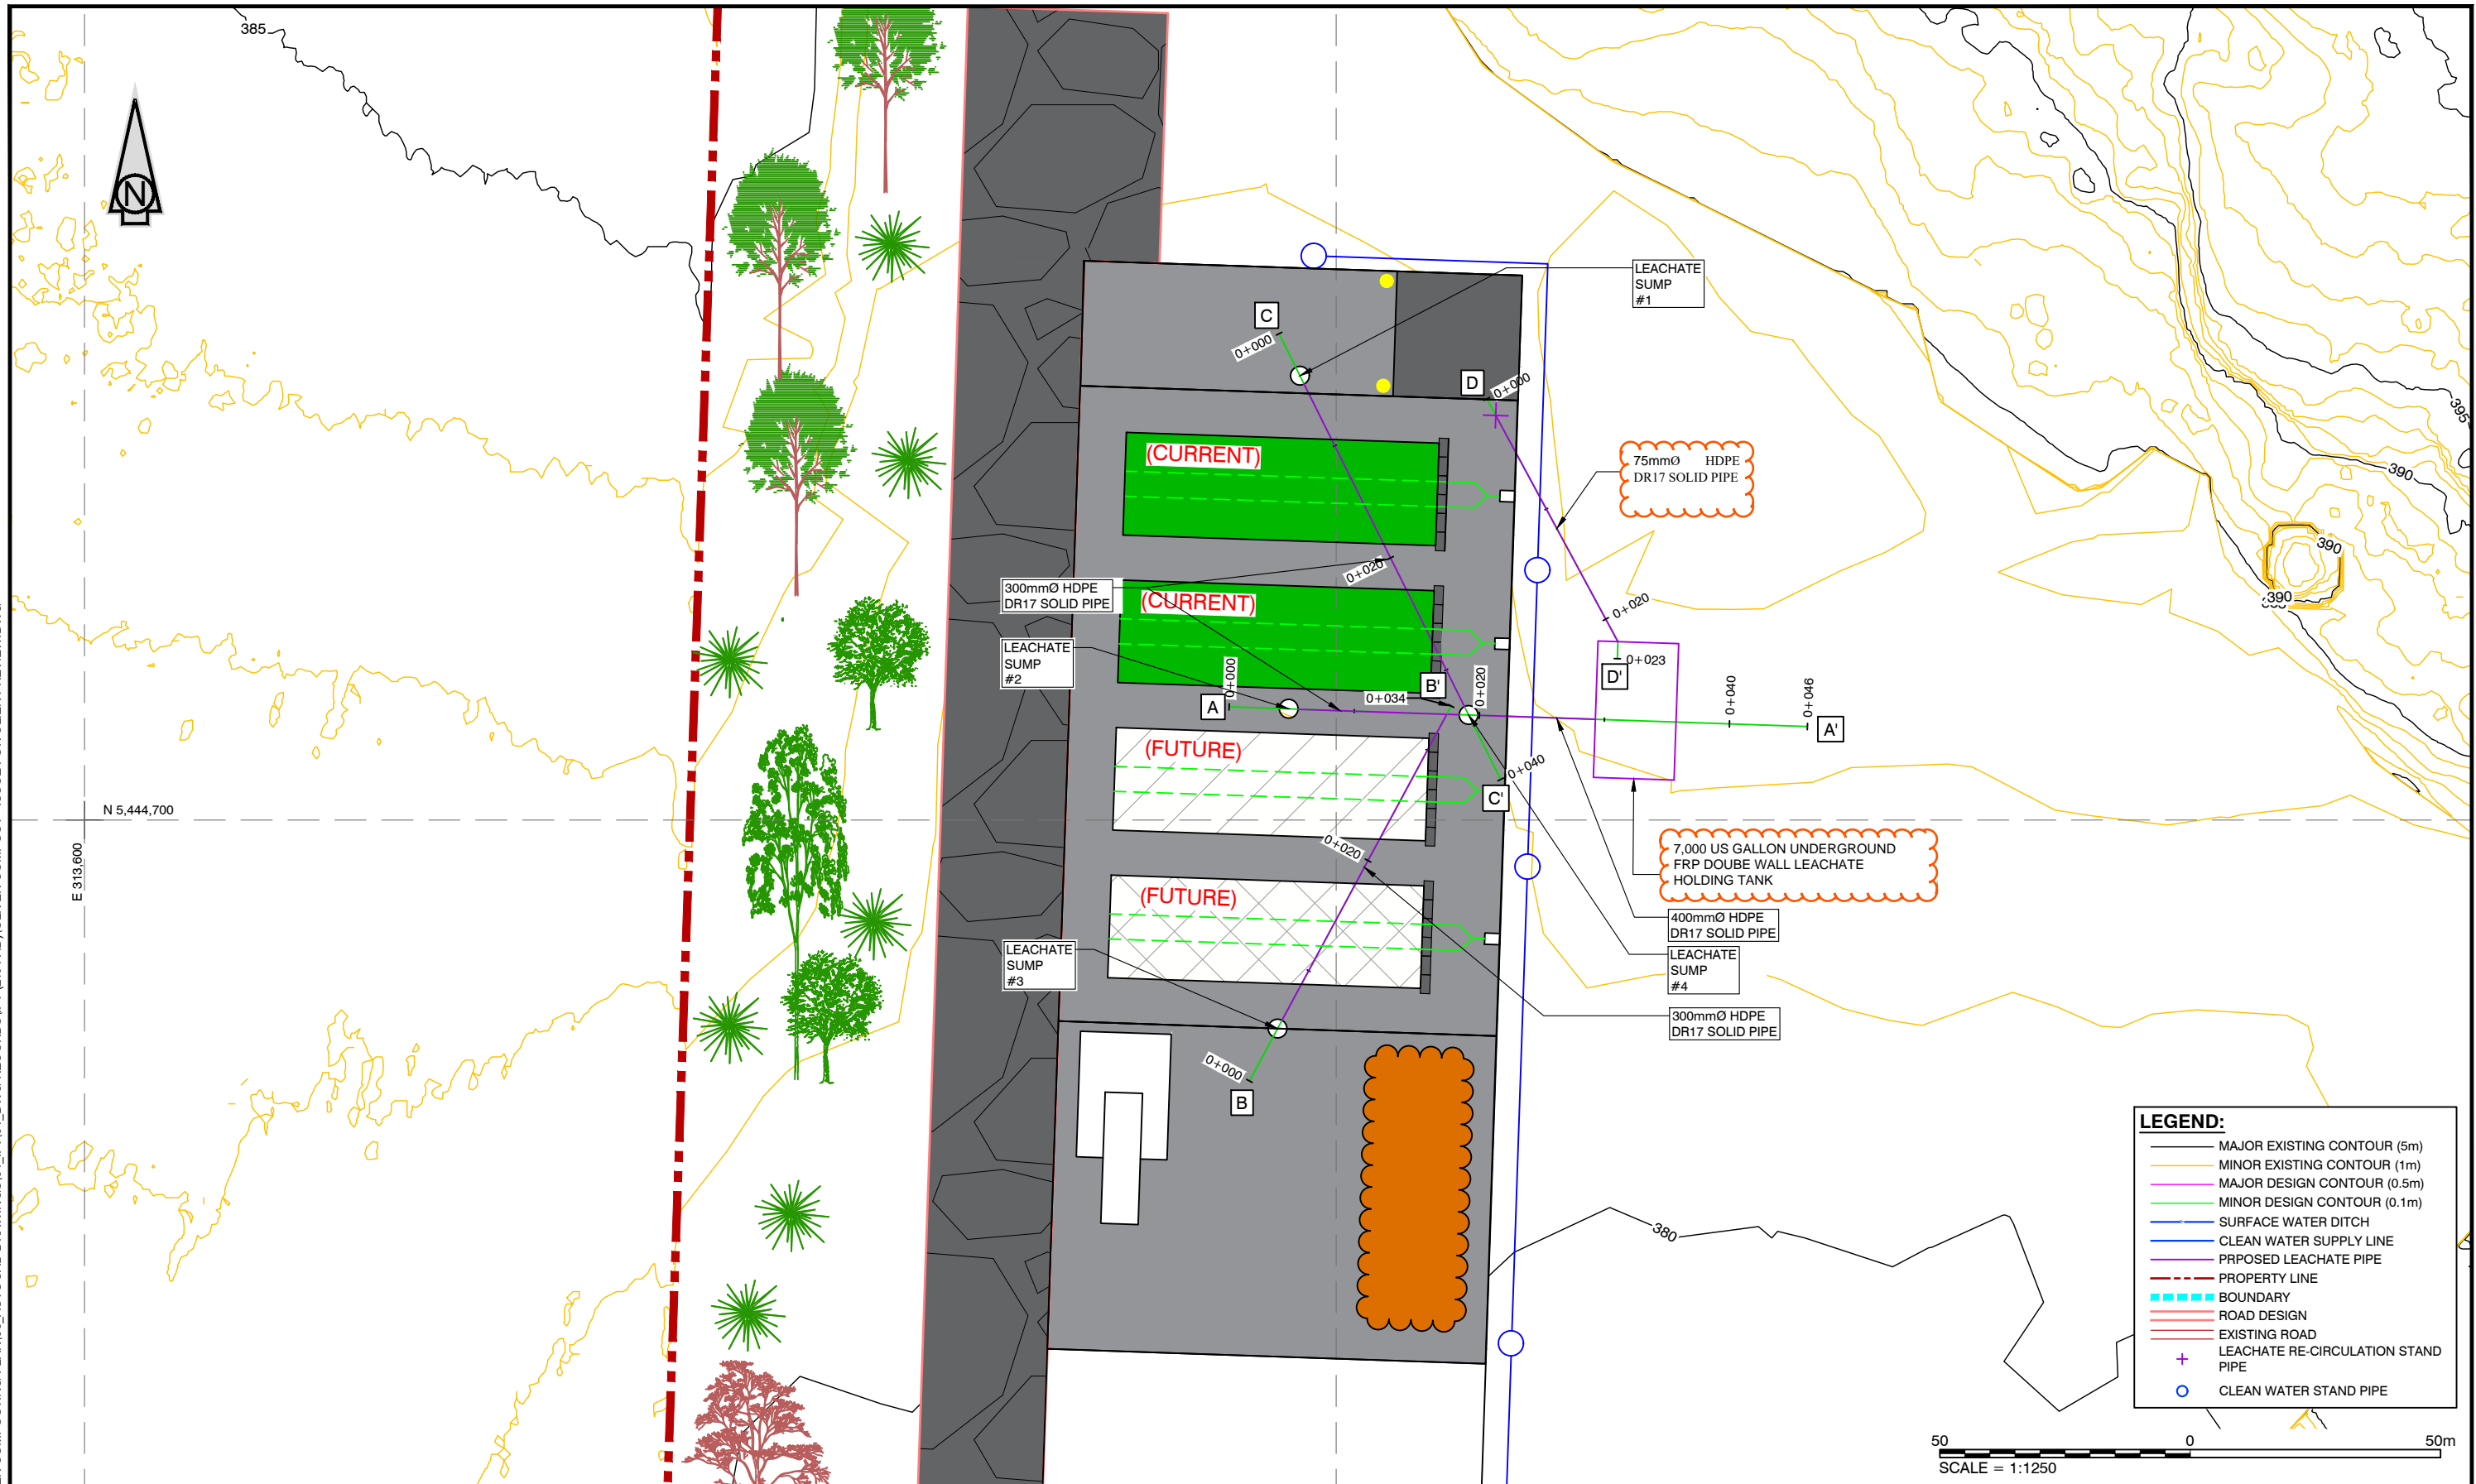 385
N
LEACHATE
SUMP
#1
C
0+000
D
0+000
395
(CURRENT)
75mmØ HDPE
DR17 SOLID PIPE
390
390
0+020
300mmØ HDPE
DR17 SOLID PIPE
(CURRENT)
0+020
390
LEACHATE
SUMP
#2
0+000
B'
0+020
0+023
D'
A
0+034
0+040
0+046
A'
(FUTURE)
0+040
C'
N 5,444,700
E 313,600
0+020
7,000 US GALLON UNDERGROUND
FRP DOUBE WALL LEACHATE
HOLDING TANK
(FUTURE)
400mmØ HDPE
DR17 SOLID PIPE
LEACHATE
SUMP
#3
LEACHATE
SUMP
#4
300mmØ HDPE
DR17 SOLID PIPE
0+000
B
380
LEGEND:
MAJOR EXISTING CONTOUR (5m)
MINOR EXISTING CONTOUR (1m)
MAJOR DESIGN CONTOUR (0.5m)
MINOR DESIGN CONTOUR (0.1m)
SURFACE WATER DITCH
CLEAN WATER SUPPLY LINE
PRPOSED LEACHATE PIPE
PROPERTY LINE
BOUNDARY
ROAD DESIGN
EXISTING ROAD
LEACHATE RE-CIRCULATION STAND
PIPE
CLEAN WATER STAND PIPE
50 0 50m
SCALE = 1:1250